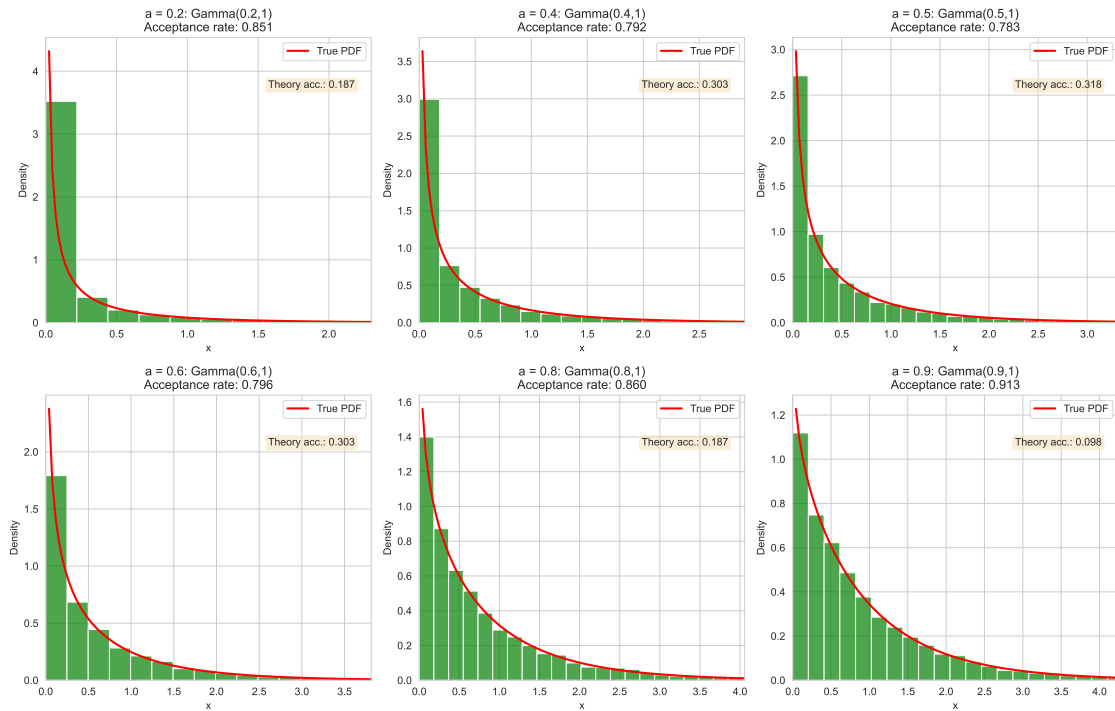 a = 0.2: Gamma(0.2,1)
Acceptance rate: 0.851
True PDF
Theory acc.: 0.187
Density
4
3
2
1
0
0.0
0.5
1.0
1.5
2.0
x
a = 0.4: Gamma(0.4,1)
Acceptance rate: 0.792
True PDF
Theory acc.: 0.303
Density
3.5
3.0
2.5
2.0
1.5
1.0
0.5
0.0
0.0
0.5
1.0
1.5
2.0
2.5
x
a = 0.5: Gamma(0.5,1)
Acceptance rate: 0.783
True PDF
Theory acc.: 0.318
Density
3.0
2.5
2.0
1.5
1.0
0.5
0.0
0.0
0.5
1.0
1.5
2.0
2.5
3.0
x
a = 0.6: Gamma(0.6,1)
Acceptance rate: 0.796
True PDF
Theory acc.: 0.303
Density
2.0
1.5
1.0
0.5
0.0
0.0
0.5
1.0
1.5
2.0
2.5
3.0
3.5
x
a = 0.8: Gamma(0.8,1)
Acceptance rate: 0.860
True PDF
Theory acc.: 0.187
Density
1.6
1.4
1.2
1.0
0.8
0.6
0.4
0.2
0.0
0.0
0.5
1.0
1.5
2.0
2.5
3.0
3.5
4.0
x
a = 0.9: Gamma(0.9,1)
Acceptance rate: 0.913
True PDF
Theory acc.: 0.098
Density
1.2
1.0
0.8
0.6
0.4
0.2
0.0
0.0
0.5
1.0
1.5
2.0
2.5
3.0
3.5
4.0
x